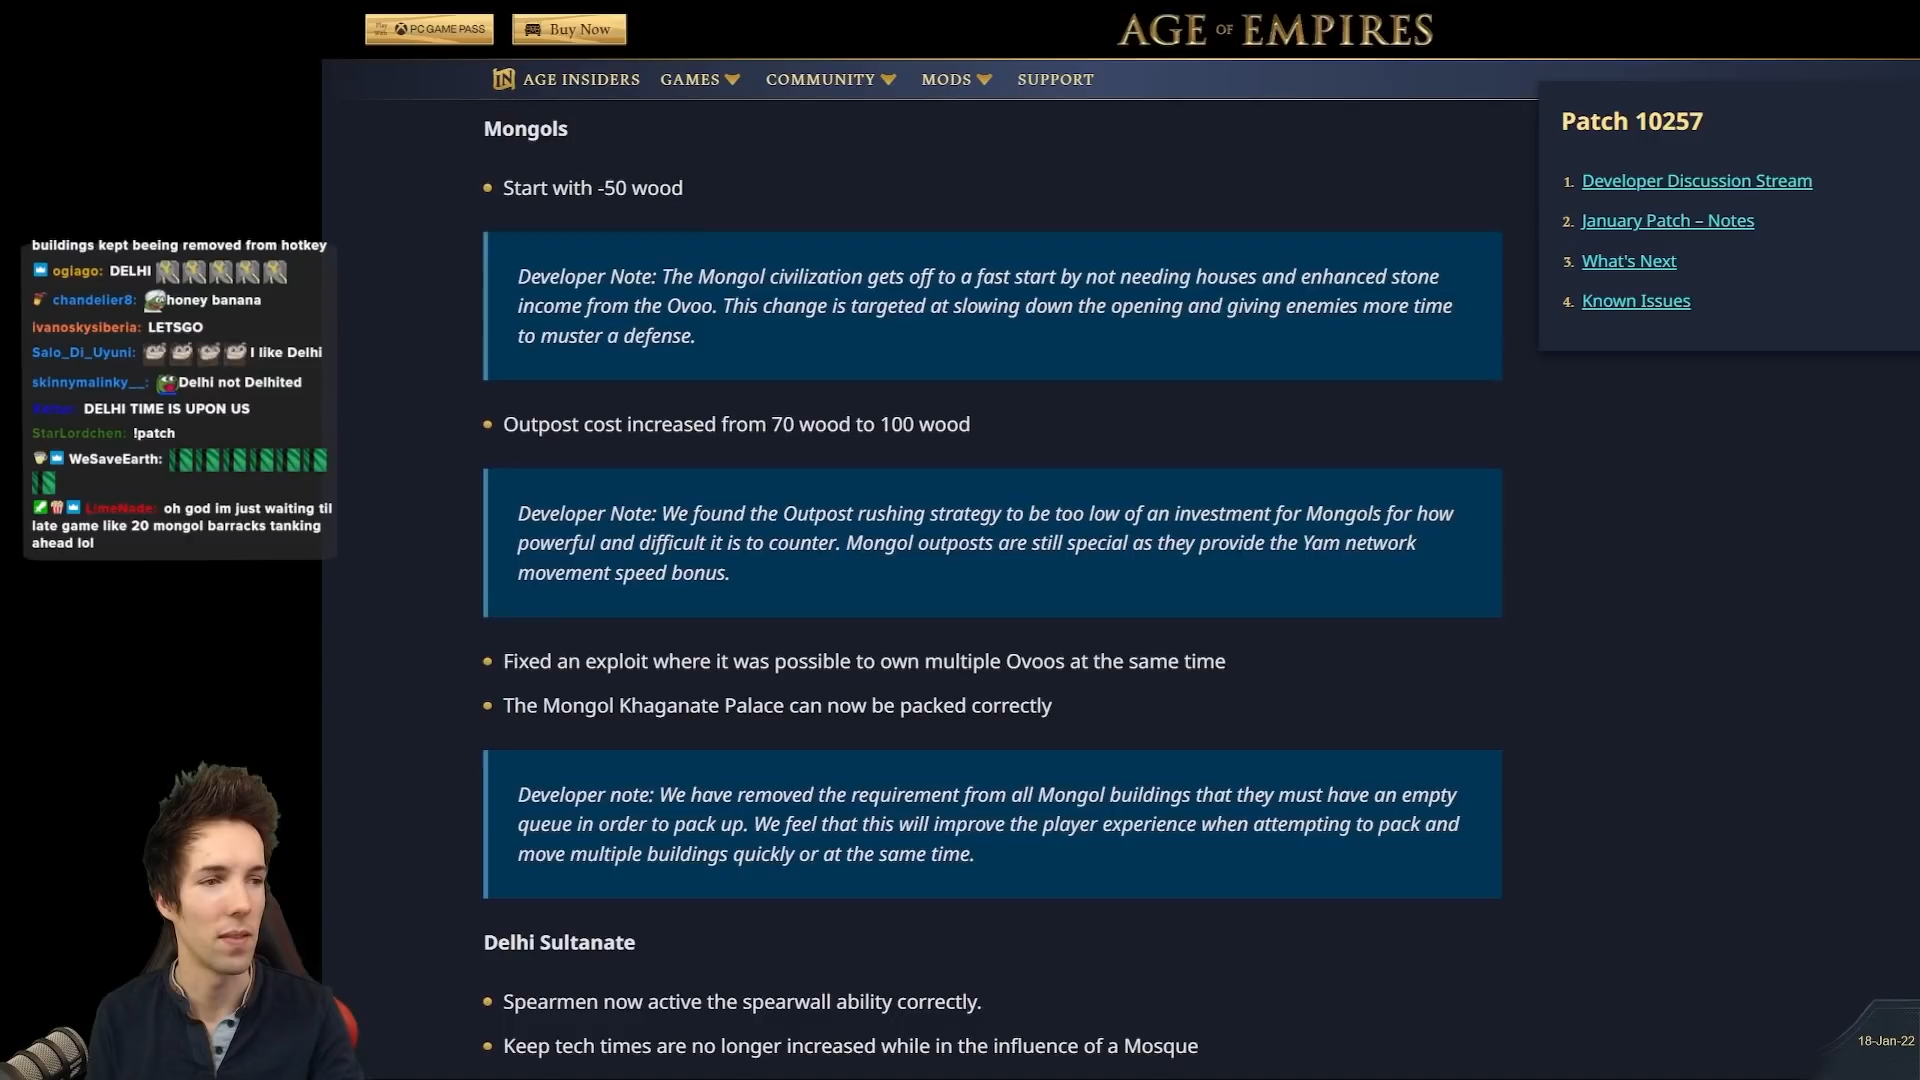 Play With PC GAME PASS
Buy Now
AGE OF EMPIRES
AGE INSIDERS GAMES COMMUNITY MODS SUPPORT
Mongols
Start with -50 wood
Developer Note: The Mongol civilization gets off to a fast start by not needing houses and enhanced stone
income from the Ovoo. This change is targeted at slowing down the opening and giving enemies more time
to muster a defense.
Outpost cost increased from 70 wood to 100 wood
Developer Note: We found the Outpost rushing strategy to be too low of an investment for Mongols for how
powerful and difficult it is to counter. Mongol outposts are still special as they provide the Yam network
movement speed bonus.
Fixed an exploit where it was possible to own multiple Ovoos at the same time
The Mongol Khaganate Palace can now be packed correctly
Developer note: We have removed the requirement from all Mongol buildings that they must have an empty
queue in order to pack up. We feel that this will improve the player experience when attempting to pack and
move multiple buildings quickly or at the same time.
Delhi Sultanate
Spearmen now active the spearwall ability correctly.
Keep tech times are no longer increased while in the influence of a Mosque
Patch 10257
1. Developer Discussion Stream
2. January Patch – Notes
3. What's Next
4. Known Issues
buildings kept beeing removed from hotkey
ogiago: DELHI
chandelier8: honey banana
ivanoskysiberia: LETSGO
Salo_Di_Uyuni: I like Delhi
skinnymalinky__: Delhi not Delhited
DELHI TIME IS UPON US
StarLordchen: !patch
WeSaveEarth:
LimeNade: oh god im just waiting til
late game like 20 mongol barracks tanking
ahead lol
18-Jan-22